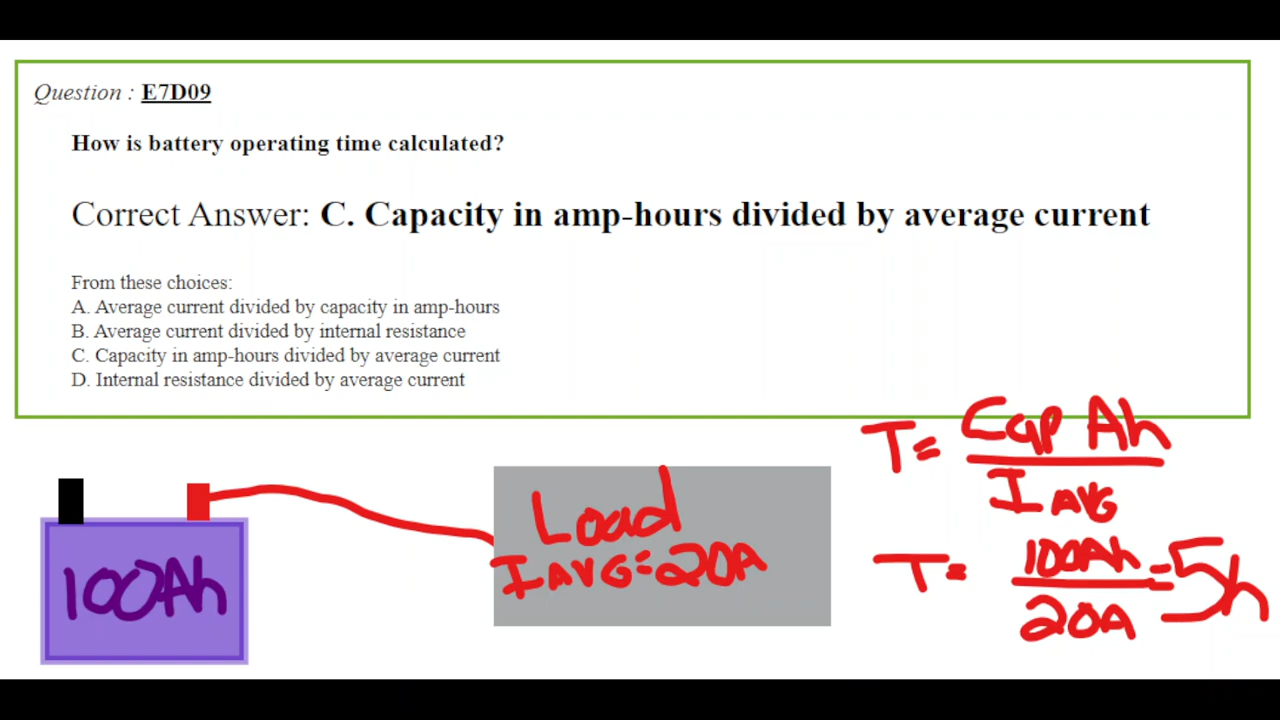 Question : E7D09
How is battery operating time calculated?
Correct Answer: C. Capacity in amp-hours divided by average current
From these choices:
A. Average current divided by capacity in amp-hours
B. Average current divided by internal resistance
C. Capacity in amp-hours divided by average current
D. Internal resistance divided by average current
T= Cap Ah
I AVG
100Ah
Load
I AVG=20A
T= 100Ah =5h
20A